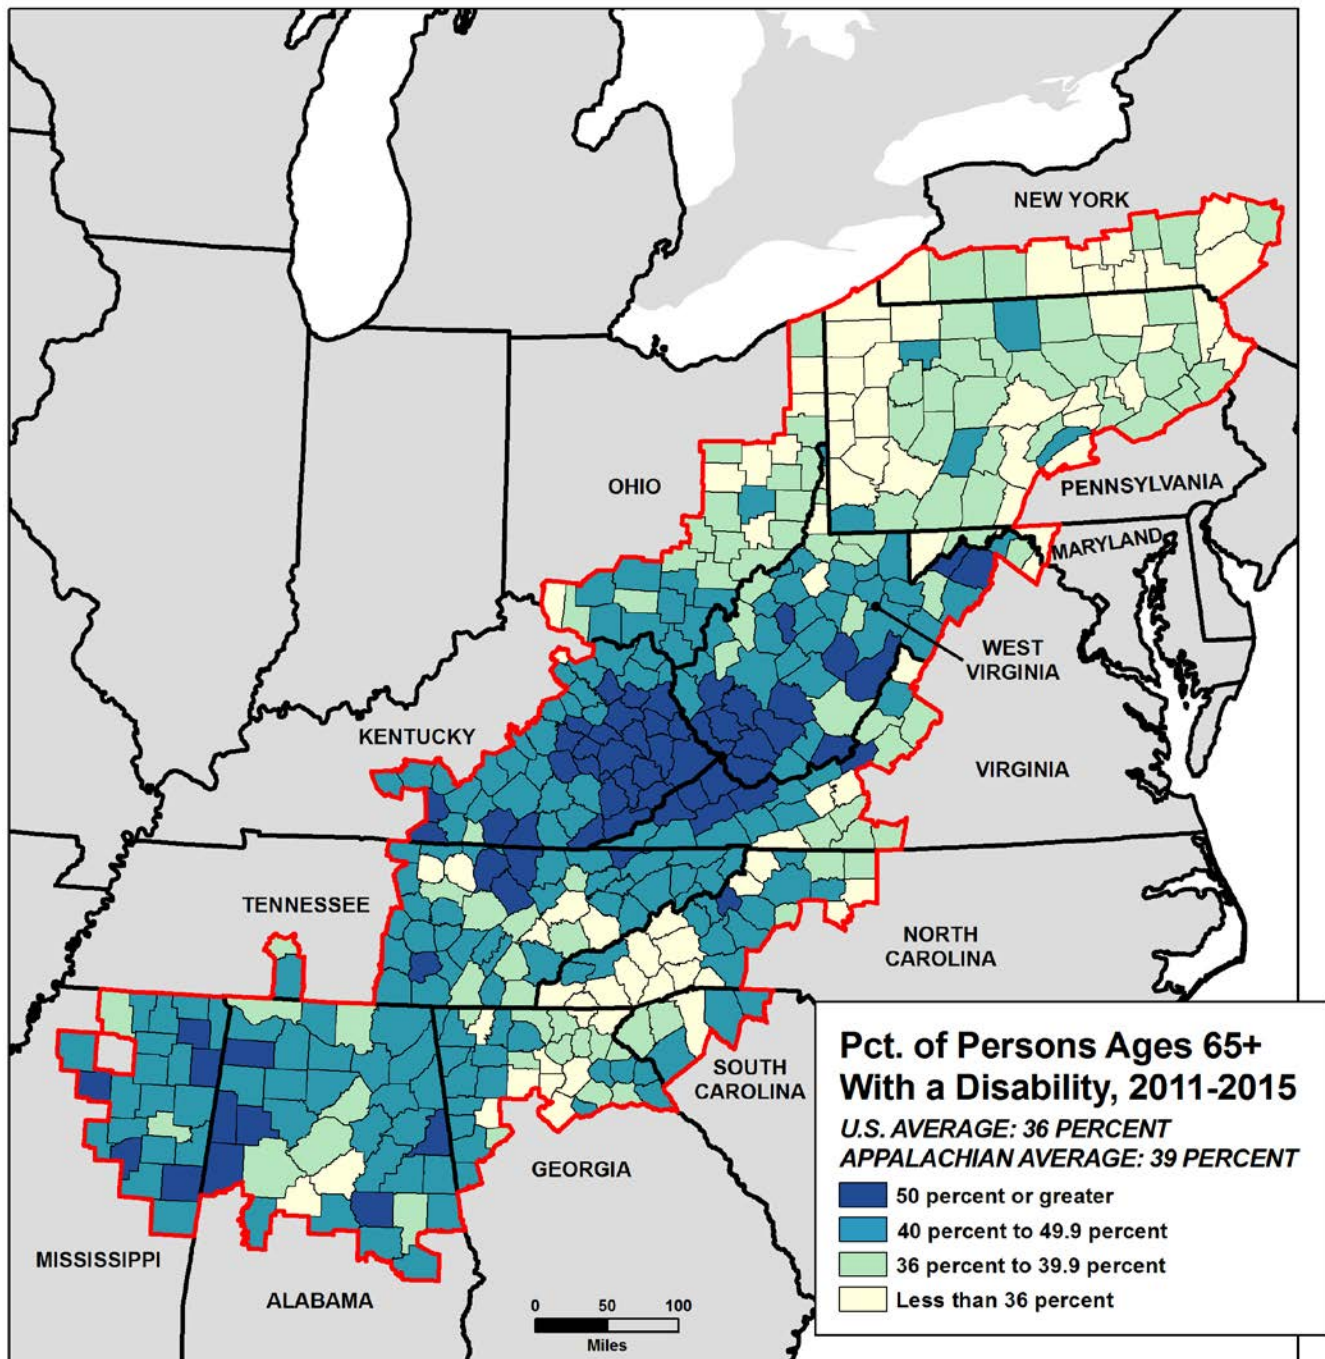 NEW YORK
PENNSYLVANIA
OHIO
MARYLAND
WEST
VIRGINIA
KENTUCKY
VIRGINIA
TENNESSEE
NORTH
CAROLINA
SOUTH
CAROLINA
GEORGIA
MISSISSIPPI
ALABAMA
0 50 100
Miles
Pct. of Persons Ages 65+
With a Disability, 2011-2015
U.S. AVERAGE: 36 PERCENT
APPALACHIAN AVERAGE: 39 PERCENT
50 percent or greater
40 percent to 49.9 percent
36 percent to 39.9 percent
Less than 36 percent